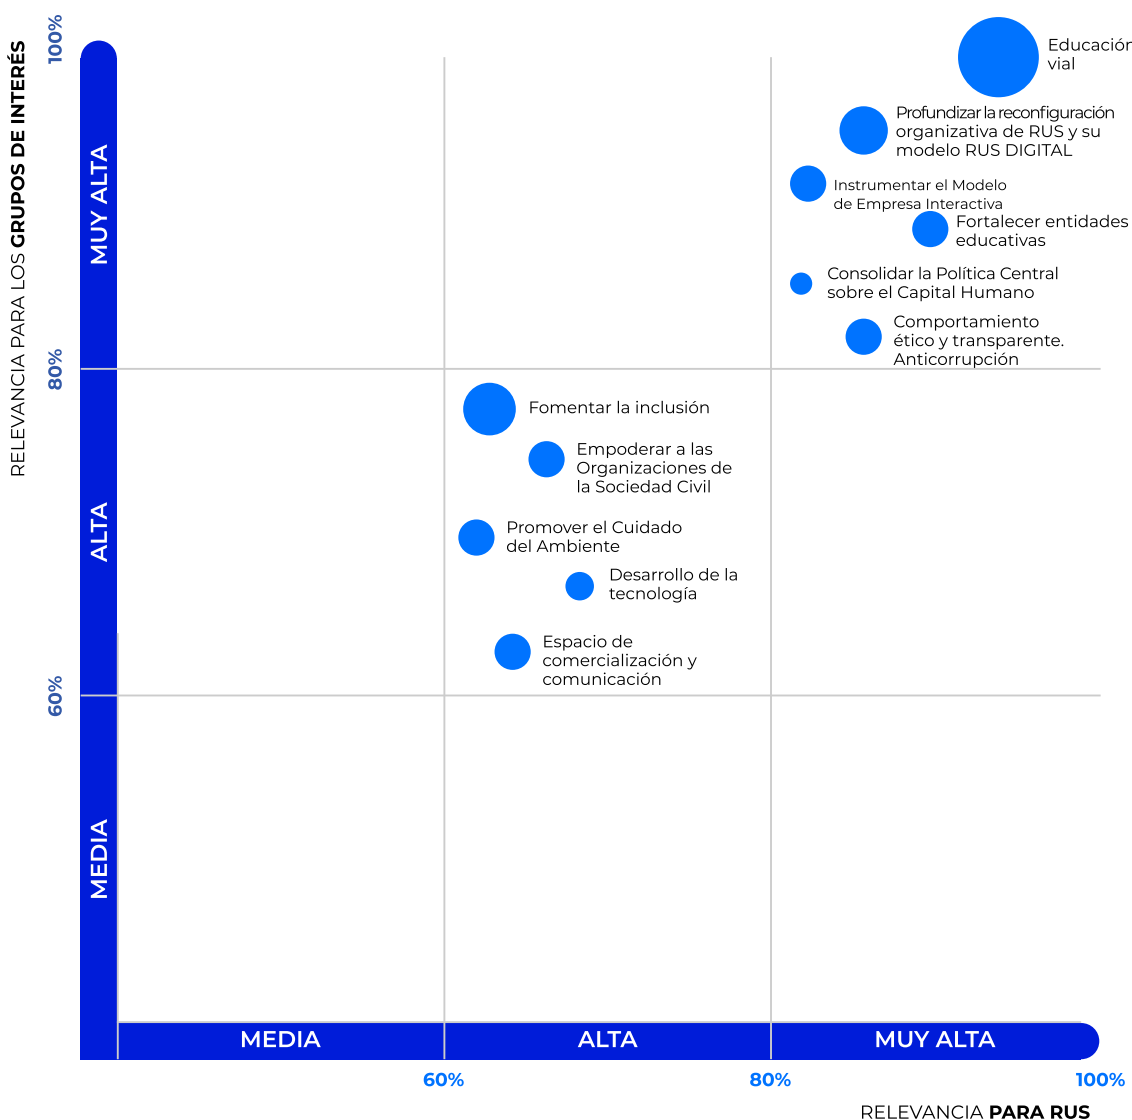 RELEVANCIA PARA LOS GRUPOS DE INTERÉS
100%
MUY ALTA
80%
ALTA
60%
MEDIA
Educación
vial
Profundizar la reconfiguración
organizativa de RUS y su
modelo RUS DIGITAL
Instrumentar el Modelo
de Empresa Interactiva
Fortalecer entidades
educativas
Consolidar la Política Central
sobre el Capital Humano
Comportamiento
ético y transparente.
Anticorrupción
Fomentar la inclusión
Empoderar a las
Organizaciones de
la Sociedad Civil
Promover el Cuidado
del Ambiente
Desarrollo de la
tecnología
Espacio de
comercialización y
comunicación
MEDIA
ALTA
MUY ALTA
60%
80%
100%
RELEVANCIA PARA RUS